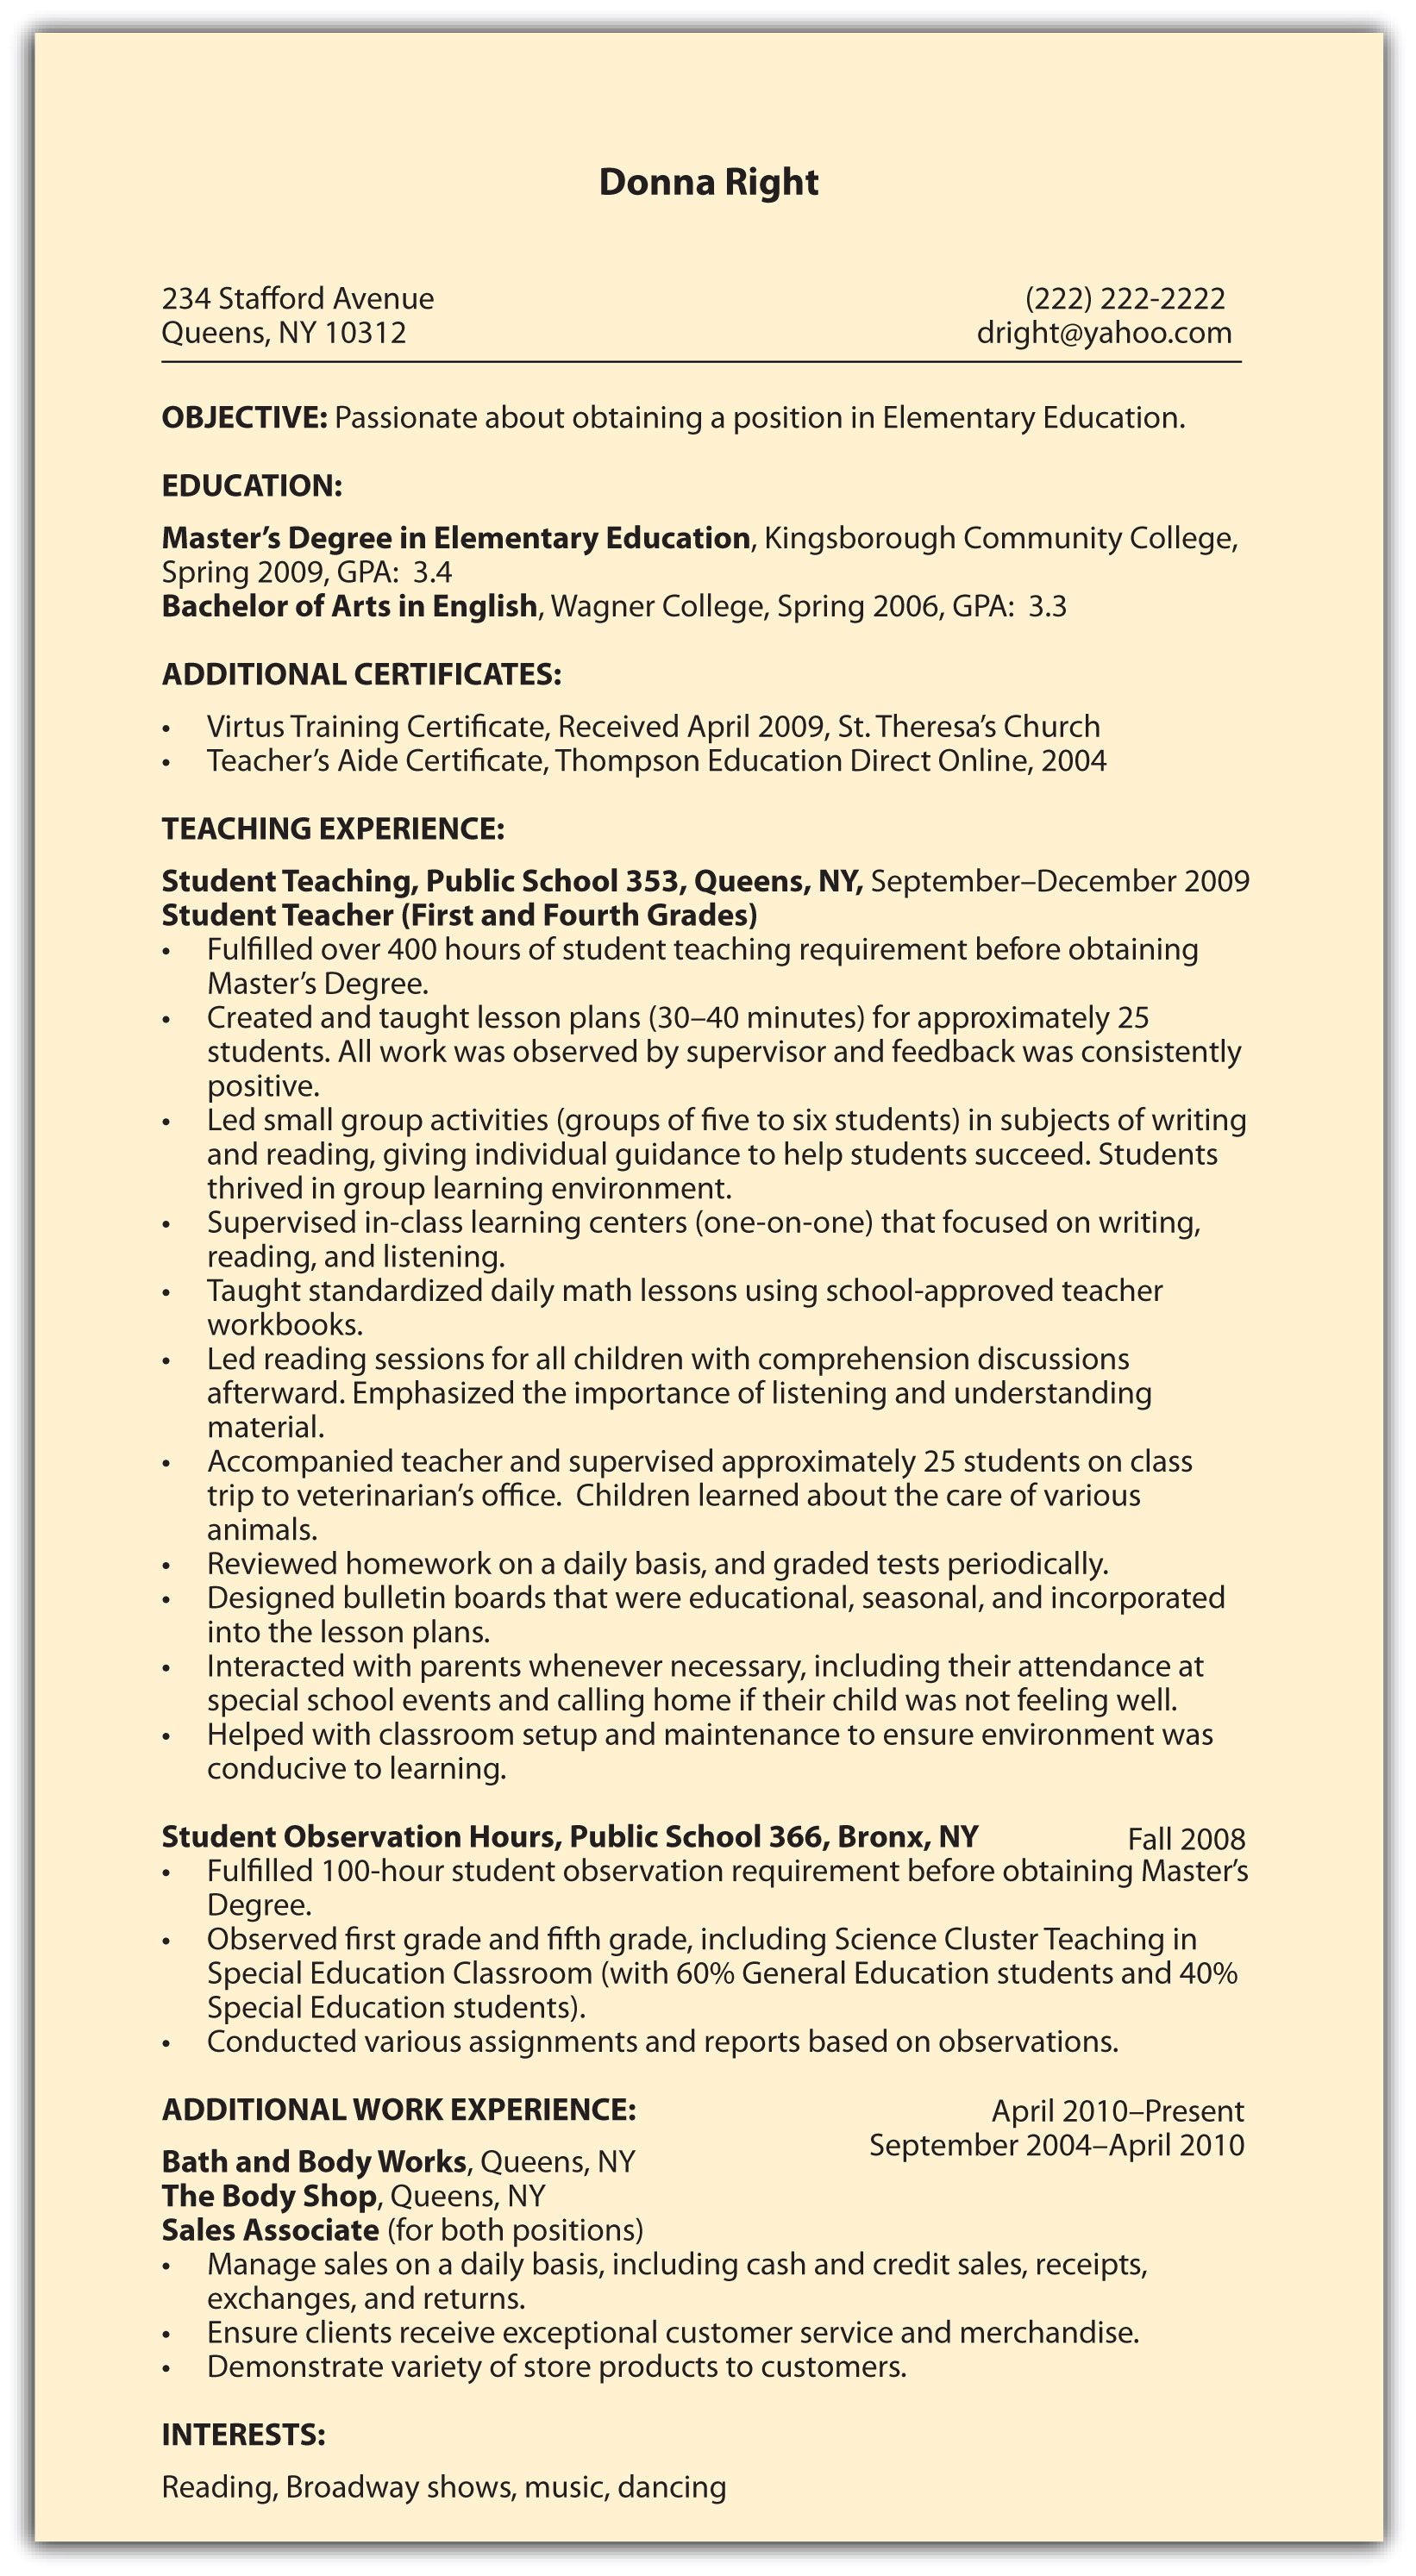 Donna Right
234 Stafford Avenue
(222) 222-2222
Queens, NY 10312
dright@yahoo.com
OBJECTIVE: Passionate about obtaining a position in Elementary Education.
EDUCATION:
Master’s Degree in Elementary Education, Kingsborough Community College,
Spring 2009, GPA:  3.4
Bachelor of Arts in English, Wagner College, Spring 2006, GPA:  3.3
ADDITIONAL CERTIFICATES:
• Virtus Training Certificate, Received April 2009, St. Theresa’s Church
• Teacher’s Aide Certificate, Thompson Education Direct Online, 2004
TEACHING EXPERIENCE:
Student Teaching, Public School 353, Queens, NY, September–December 2009
Student Teacher (First and Fourth Grades)
• Fulfilled over 400 hours of student teaching requirement before obtaining
Master’s Degree.
• Created and taught lesson plans (30–40 minutes) for approximately 25
students. All work was observed by supervisor and feedback was consistently
positive.
• Led small group activities (groups of five to six students) in subjects of writing
and reading, giving individual guidance to help students succeed. Students
thrived in group learning environment.
• Supervised in-class learning centers (one-on-one) that focused on writing,
reading, and listening.
• Taught standardized daily math lessons using school-approved teacher
workbooks.
• Led reading sessions for all children with comprehension discussions
afterward. Emphasized the importance of listening and understanding
material.
• Accompanied teacher and supervised approximately 25 students on class
trip to veterinarian’s office.  Children learned about the care of various
animals.
• Reviewed homework on a daily basis, and graded tests periodically.
• Designed bulletin boards that were educational, seasonal, and incorporated
into the lesson plans.
• Interacted with parents whenever necessary, including their attendance at
special school events and calling home if their child was not feeling well.
• Helped with classroom setup and maintenance to ensure environment was
conducive to learning.
Student Observation Hours, Public School 366, Bronx, NY Fall 2008
• Fulfilled 100-hour student observation requirement before obtaining Master’s
Degree.
• Observed first grade and fifth grade, including Science Cluster Teaching in
Special Education Classroom (with 60% General Education students and 40%
Special Education students).
• Conducted various assignments and reports based on observations.
ADDITIONAL WORK EXPERIENCE: April 2010–Present
September 2004–April 2010
Bath and Body Works, Queens, NY
The Body Shop, Queens, NY
Sales Associate (for both positions)
• Manage sales on a daily basis, including cash and credit sales, receipts,
exchanges, and returns.
• Ensure clients receive exceptional customer service and merchandise.
• Demonstrate variety of store products to customers.
INTERESTS:
Reading, Broadway shows, music, dancing